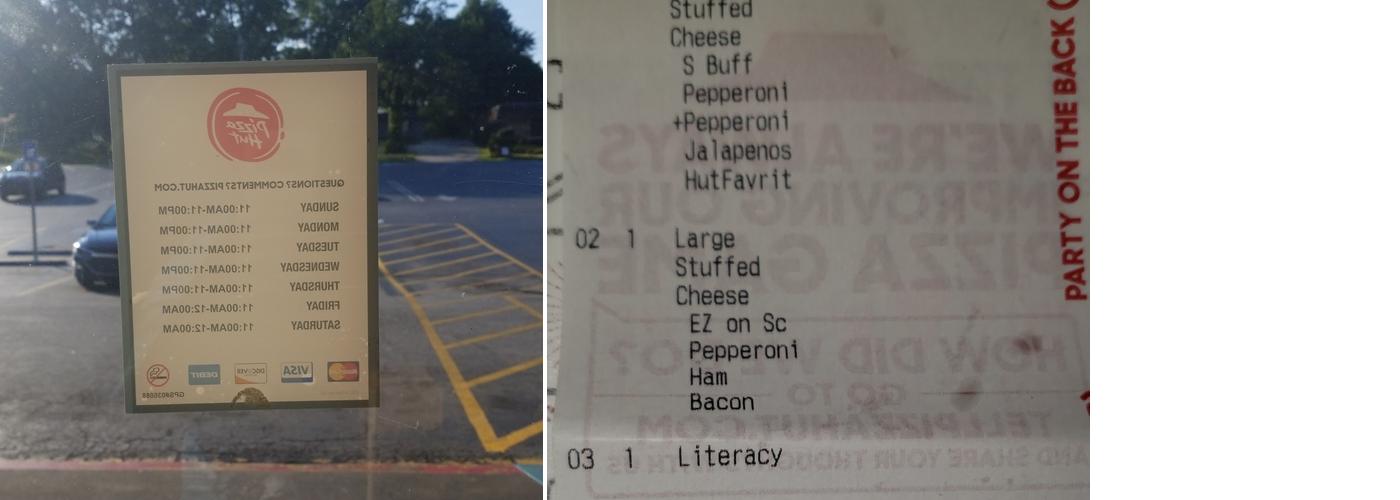 Pizza
Hut
QUESTIONS? COMMENTS? PIZZAHUT.COM
SUNDAY 11:00AM-11:00PM
MONDAY 11:00AM-11:00PM
TUESDAY 11:00AM-11:00PM
WEDNESDAY 11:00AM-11:00PM
THURSDAY 11:00AM-11:00PM
FRIDAY 11:00AM-12:00AM
SATURDAY 11:00AM-12:00AM
MasterCard VISA DISCOVER DEBIT
Stuffed
Cheese
S Buff
Pepperoni
+Pepperoni
Jalapenos
HutFavrit
02 1 Large
Stuffed
Cheese
EZ on Sc
Pepperoni
Ham
Bacon
03 1 Literacy
PARTY ON THE BACK
WE'RE ALWAYS
IMPROVING OUR
PIZZA GAME
HOW DID WE DO?
GO TO
TELLPIZZAHUT.COM
AND SHARE YOUR THOUGHTS WITH US